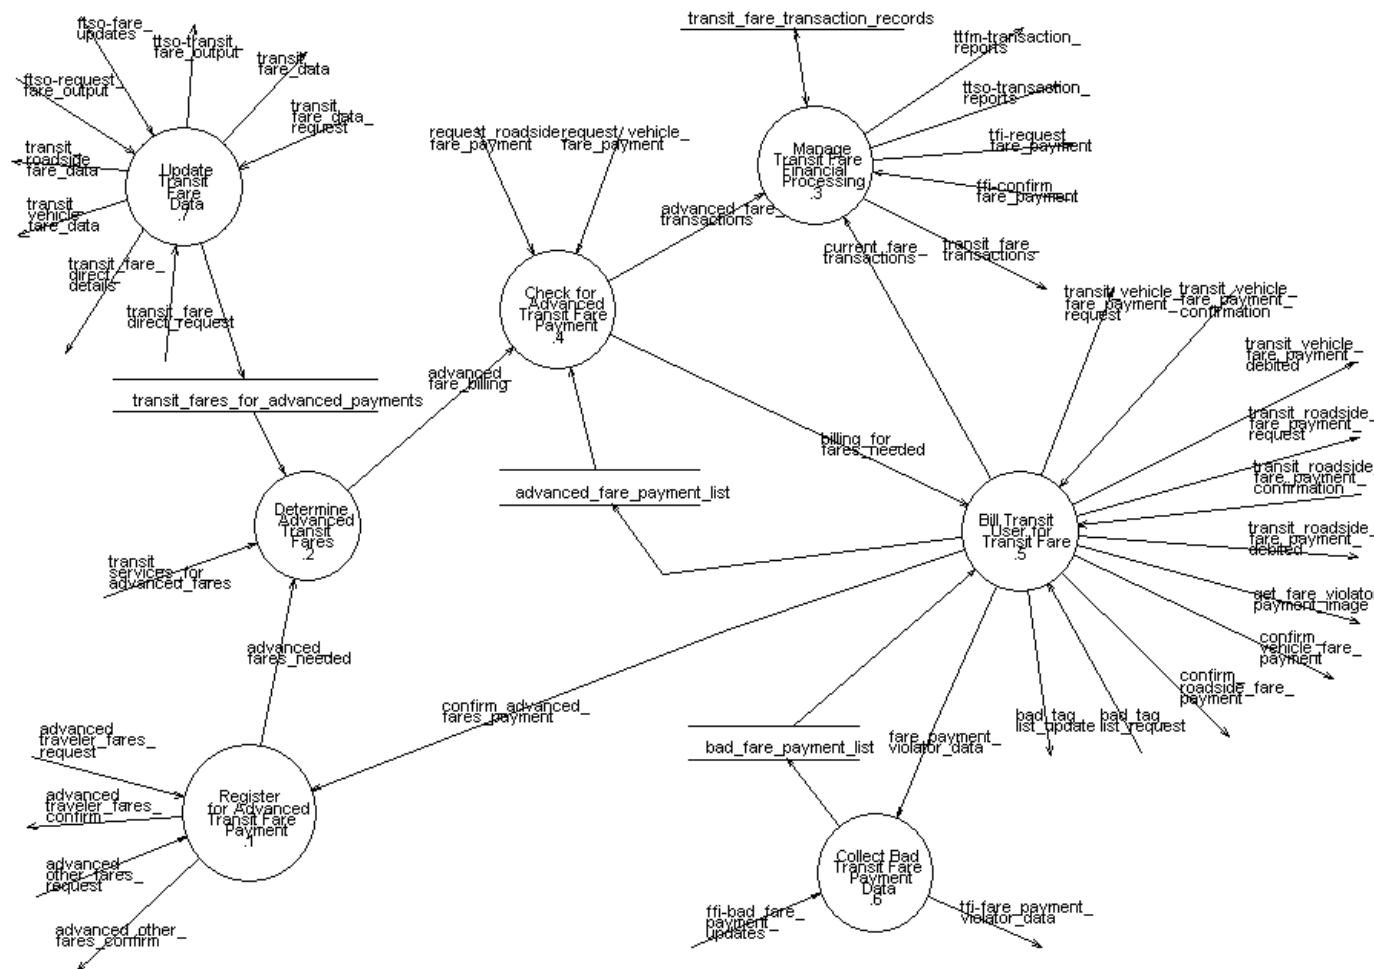 ftso-fare_
updates
ttso-transit_
fare_output
transit_
fare_data
ftso-request_
fare_output
transit_
fare_data_
request
transit_
roadside_
fare_data
transit_
vehicle_
fare_data
Update
Transit
Fare
Data
.7
transit_fare_
direct_
details
transit_fare_
direct_request
transit_fares_for_advanced_payments
request_roadside_
fare_payment
request_vehicle_
fare_payment
transit_fare_transaction_records
ttfm-transaction_
reports
ttso-transaction_
reports
tfi-request_
fare_payment
ffi-confirm_
fare_payment
Manage
Transit Fare
Financial
Processing
.3
advanced_fare_
transactions
current_fare_
transactions
transit_fare_
transactions
Check for
Advanced
Transit Fare
Payment
.4
advanced_
fare_billing
transit_vehicle_
fare_payment_
request
transit_vehicle_
fare_payment_
confirmation
transit_vehicle_
fare_payment_
debited
transit_roadside_
fare_payment_
request
transit_roadside_
fare_payment_
confirmation
transit_roadside_
fare_payment_
debited
get_fare_violator_
payment_image
confirm_
vehicle_fare_
payment
confirm_
roadside_fare_
payment
billing_for_
fares_needed
advanced_fare_payment_list
Determine
Advanced
Transit
Fares
.2
Bill Transit
User for
Transit Fare
.5
transit_
services_for_
advanced_fares
advanced_
fares_needed
confirm_advanced_
fares_payment
bad_tag_
list_update
bad_tag_
list_request
fare_payment_
violator_data
bad_fare_payment_list
advanced_
traveler_fares_
request
advanced_
traveler_fares_
confirm
advanced_
other_fares_
request
advanced_other_
fares_confirm
Register
for Advanced
Transit Fare
Payment
.1
Collect Bad
Transit Fare
Payment
Data
.6
ffi-bad_fare_
payment_
updates
tfi-fare_payment_
violator_data